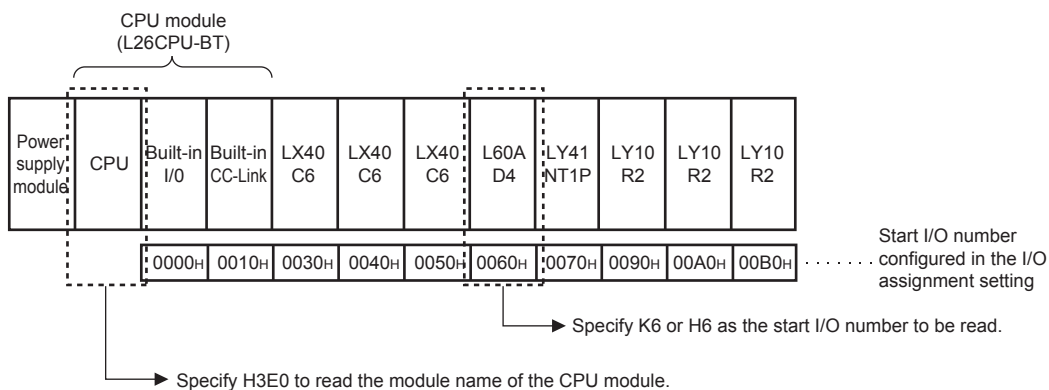 CPU module
(L26CPU-BT)
Power
supply
module
CPU
Built-in
I/0
Built-in
CC-Link
LX40
C6
LX40
C6
LX40
C6
L60A
D4
LY41
NT1P
LY10
R2
LY10
R2
LY10
R2
0000H 0010H 0030H 0040H 0050H 0060H 0070H 0090H 00A0H 00B0H
Start I/O number
configured in the I/O
assignment setting
Specify K6 or H6 as the start I/O number to be read.
Specify H3E0 to read the module name of the CPU module.